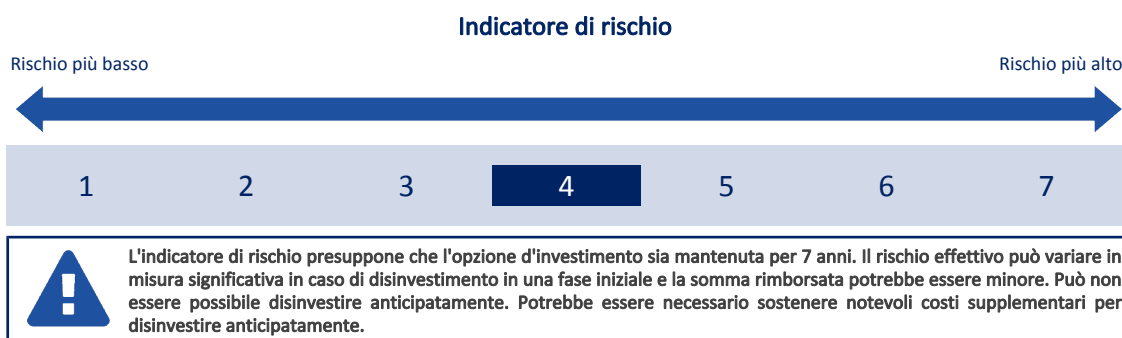 Indicatore di rischio
Rischio più basso
Rischio più alto
1 2 3 4 5 6 7
L'indicatore di rischio presuppone che l'opzione d'investimento sia mantenuta per 7 anni. Il rischio effettivo può variare in
misura significativa in caso di disinvestimento in una fase iniziale e la somma rimborsata potrebbe essere minore. Può non
essere possibile disinvestire anticipatamente. Potrebbe essere necessario sostenere notevoli costi supplementari per
disinvestire anticipatamente.